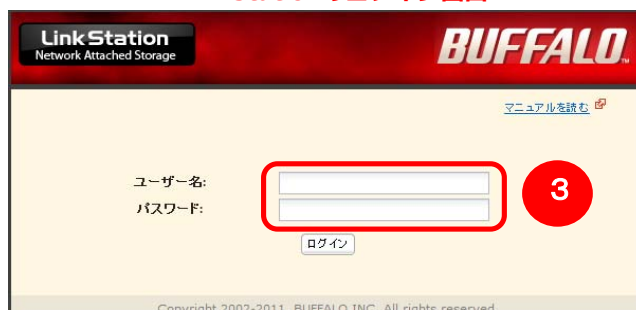 LinkStation
Network Attached Storage
BUFFALO
マニュアルを読む
ユーザー名:
パスワード:
3
ログイン
Copyright 2002-2011, BUFFALO INC. All rights reserved